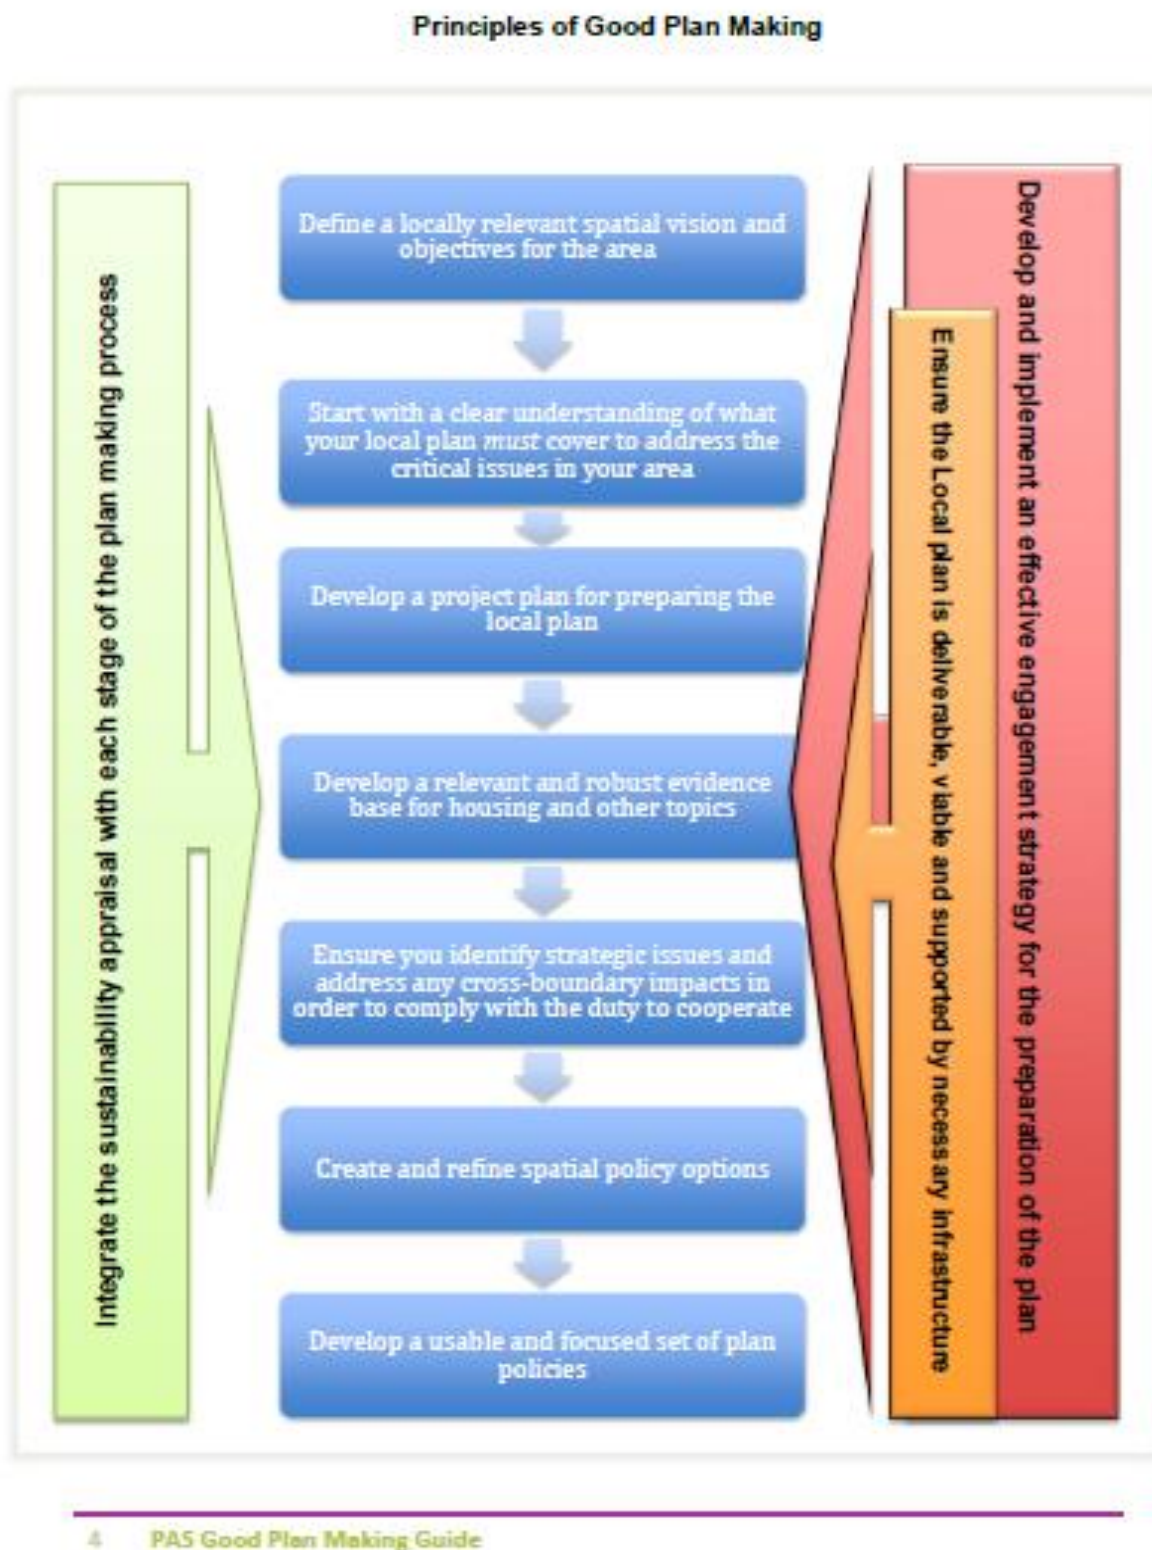 Principles of Good Plan Making
Integrate the sustainability appraisal with each stage of the plan making process
Define a locally relevant spatial vision and
objectives for the area
Start with a clear understanding of what
your local plan must cover to address the
critical issues in your area
Develop a project plan for preparing the
local plan
Develop a relevant and robust evidence
base for housing and other topics
Ensure you identify strategic issues and
address any cross-boundary impacts in
order to comply with the duty to cooperate
Create and refine spatial policy options
Develop a usable and focused set of plan
policies
Ensure the Local plan is deliverable, viable and supported by necessary infrastructure
Develop and implement an effective engagement strategy for the preparation of the plan
4 PAS Good Plan Making Guide